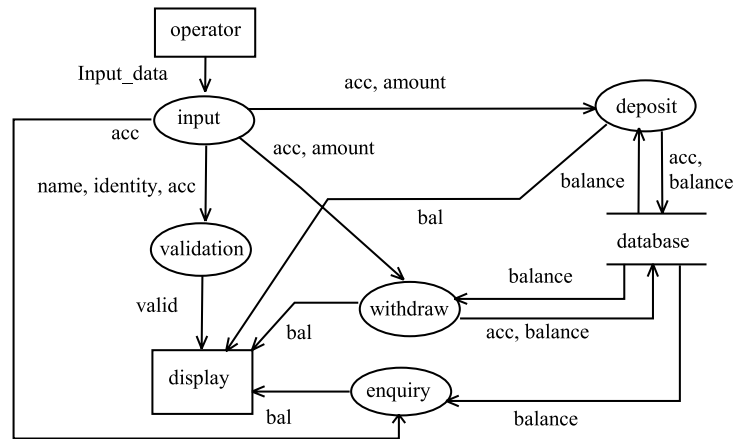 operator
Input_data
acc, amount
deposit
input
acc
acc, amount
acc,
balance
balance
name, identity, acc
bal
database
validation
balance
valid
bal
withdraw
acc, balance
display
enquiry
bal
balance